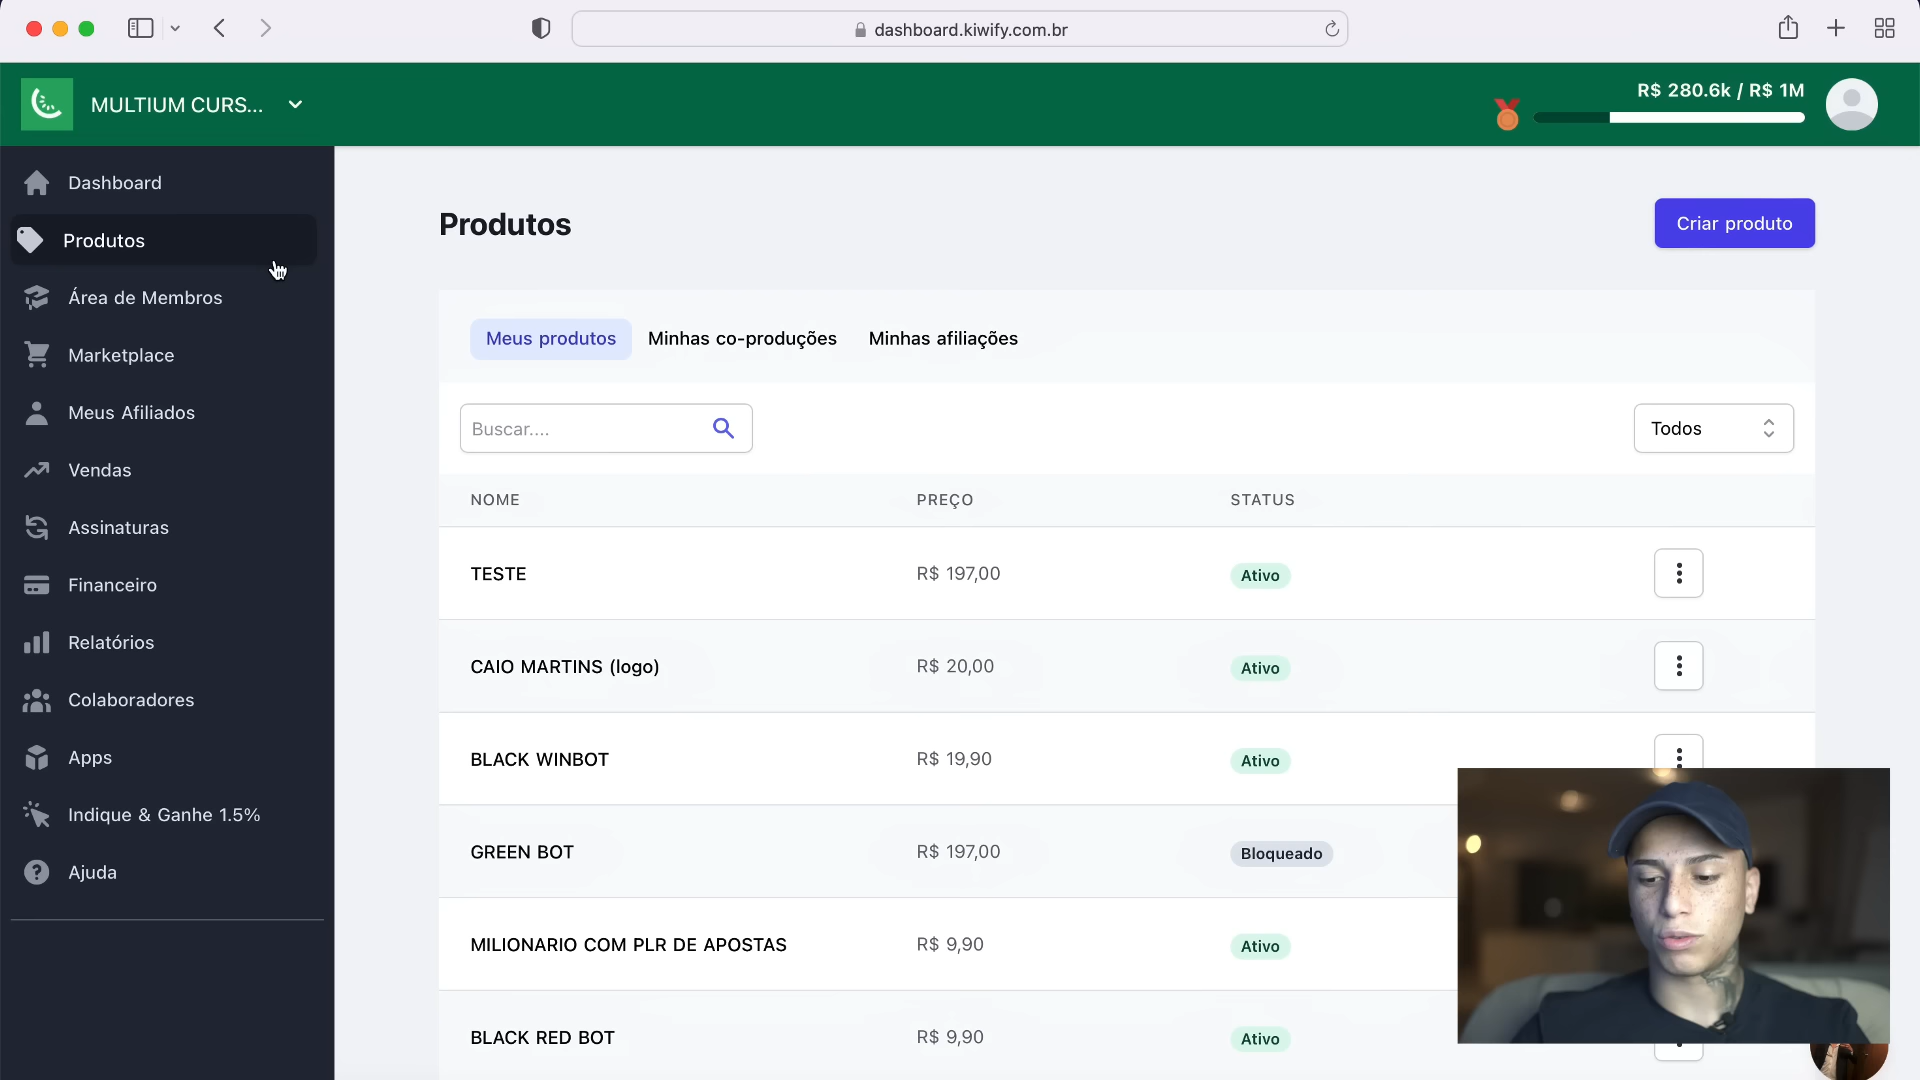 dashboard.kiwify.com.br
MULTIUM CURS...
R$ 280.6k / R$ 1M
Dashboard
Produtos
Área de Membros
Marketplace
Meus Afiliados
Vendas
Assinaturas
Financeiro
Relatórios
Colaboradores
Apps
Indique & Ganhe 1.5%
Ajuda
Produtos
Criar produto
Meus produtos Minhas co-produções Minhas afiliações
Buscar....
Todos
NOME PREÇO STATUS
TESTE R$ 197,00 Ativo
CAIO MARTINS (logo) R$ 20,00 Ativo
BLACK WINBOT R$ 19,90 Ativo
GREEN BOT R$ 197,00 Bloqueado
MILIONARIO COM PLR DE APOSTAS R$ 9,90 Ativo
BLACK RED BOT R$ 9,90 Ativo